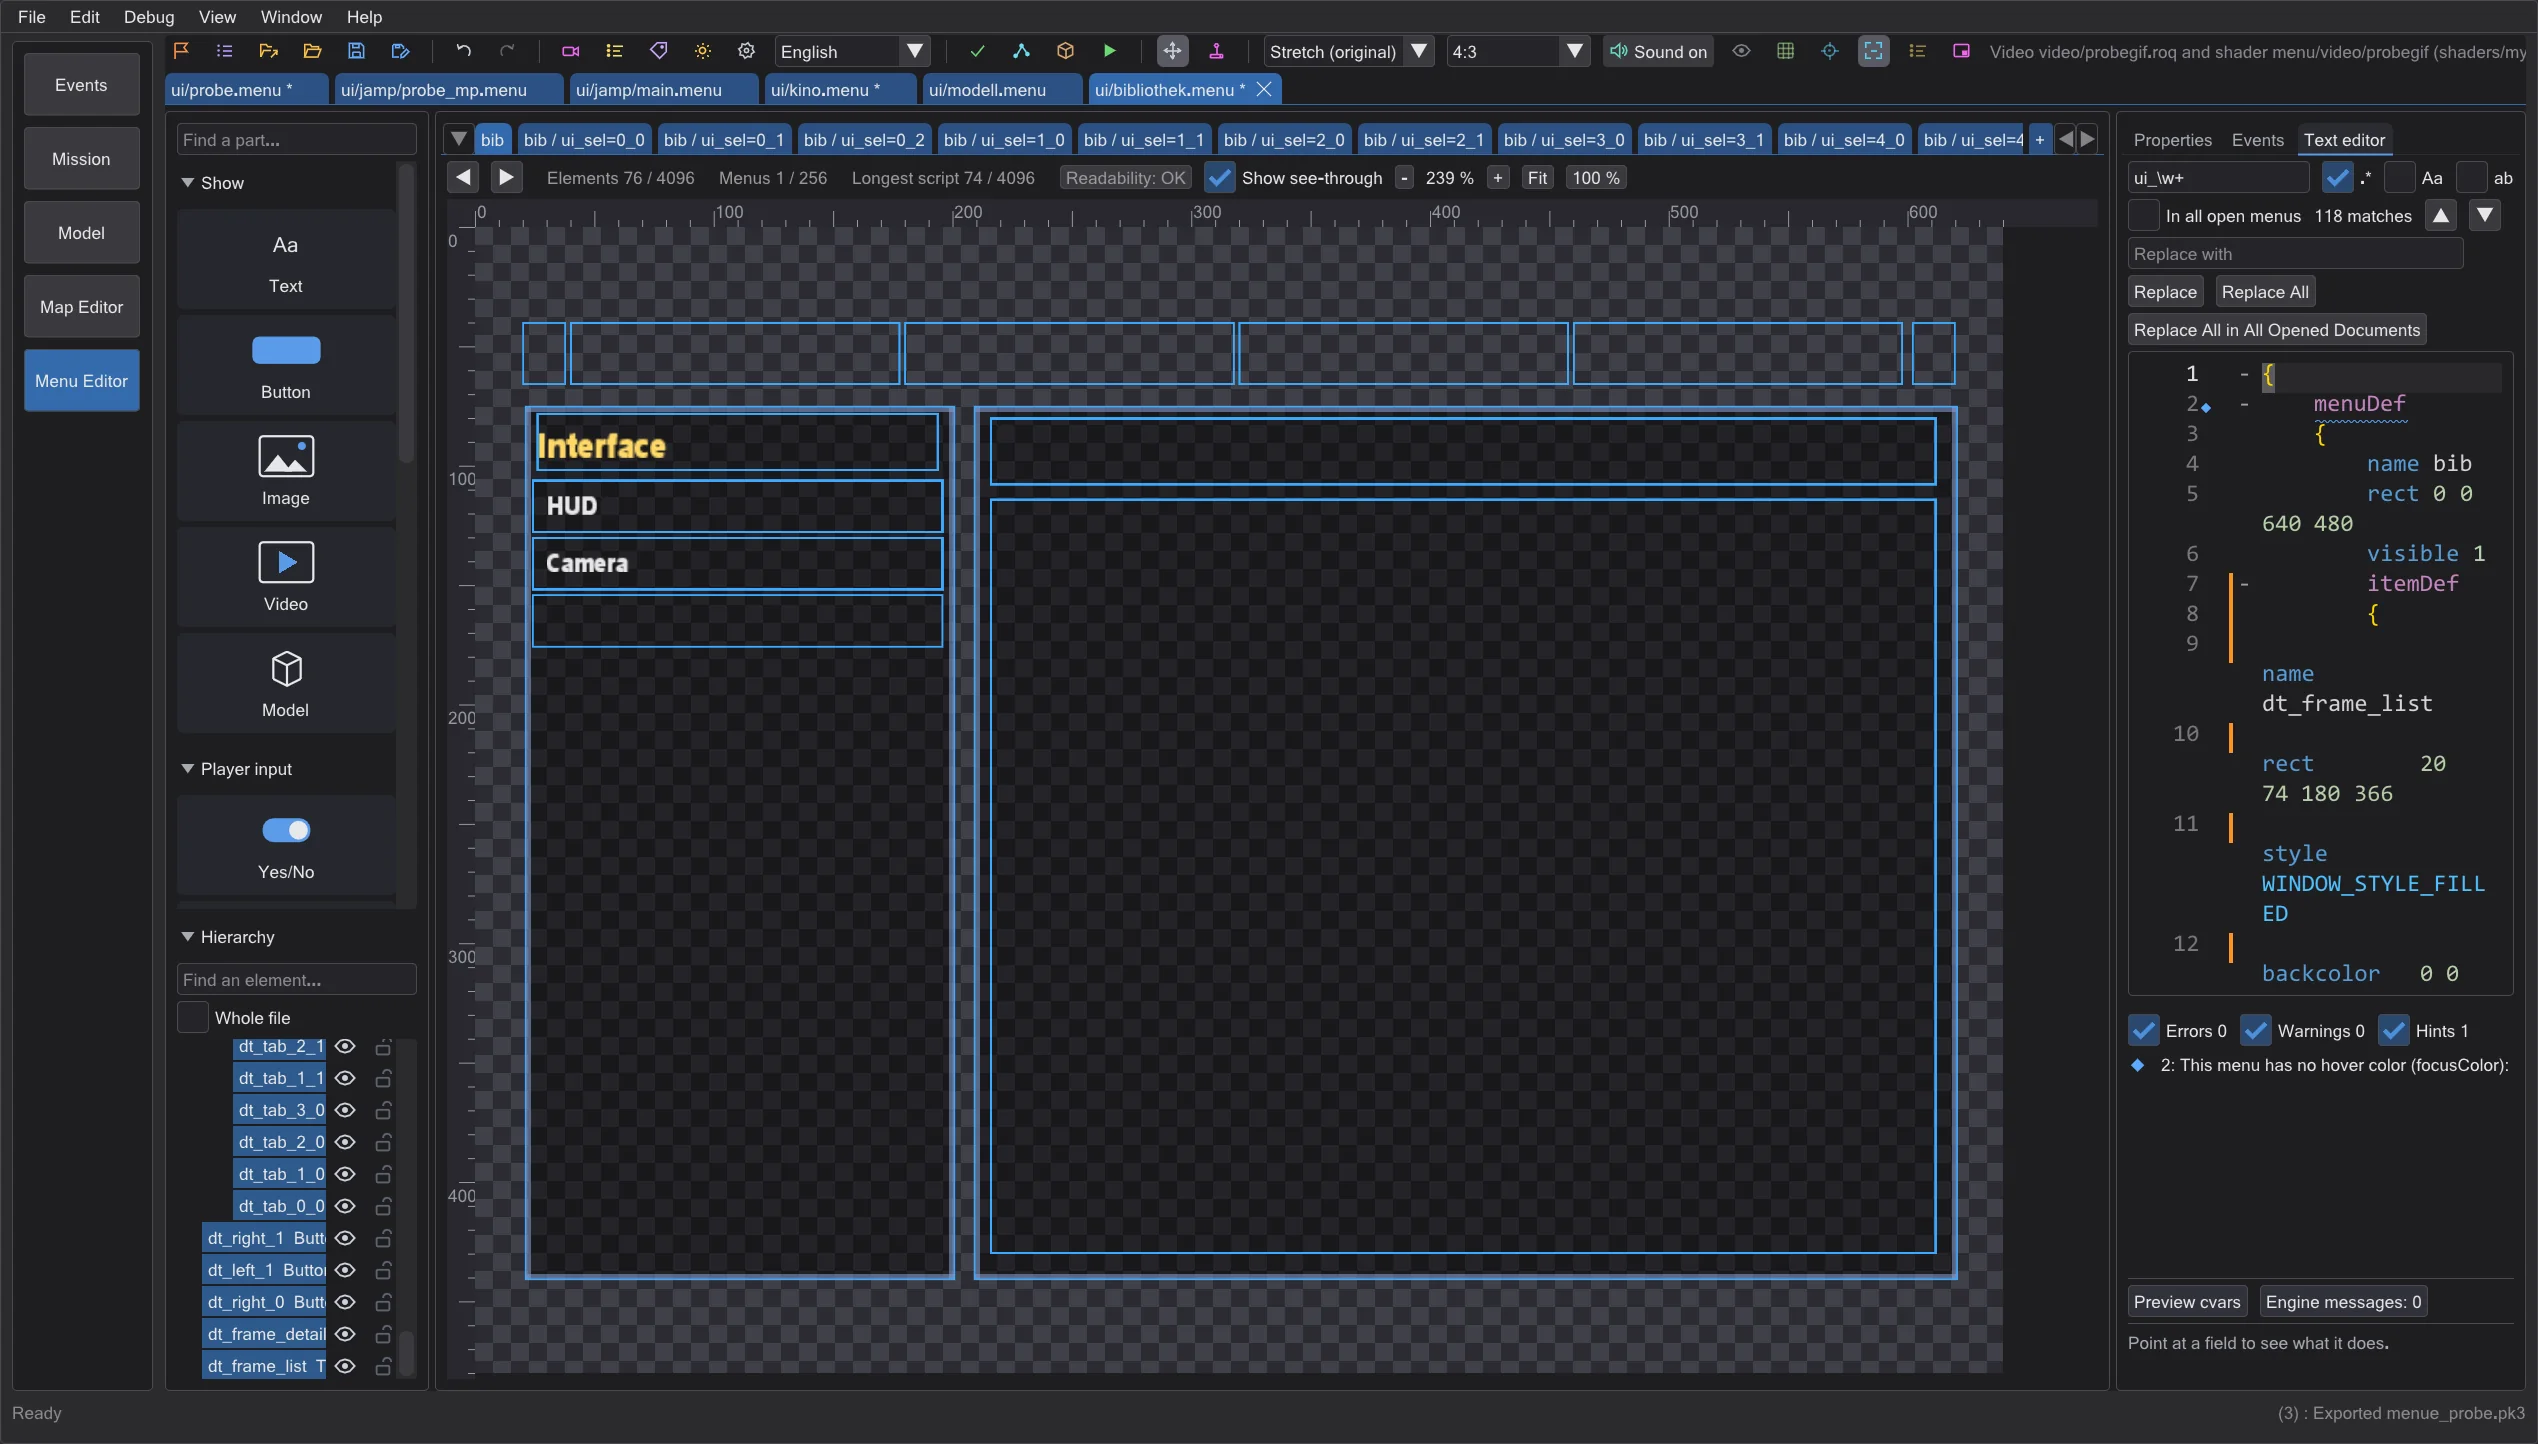 File Edit Debug View Window Help
English Stretch (original) 4:3 Sound on Video video/probegif.roq and shader menu/video/probegif (shaders/my
Events
Mission
Model
Map Editor
Menu Editor
ui/probe.menu * ui/jamp/probe_mp.menu ui/jamp/main.menu ui/kino.menu * ui/modell.menu ui/bibliothek.menu *
Find a part...
Show
Aa
Text
Button
Image
Video
Model
Player input
Yes/No
Hierarchy
Find an element...
Whole file
dt_tab_2_1
dt_tab_1_1
dt_tab_3_0
dt_tab_2_0
dt_tab_1_0
dt_tab_0_0
dt_right_1 Butt
dt_left_1 Button
dt_right_0 Butt
dt_frame_detail
dt_frame_list T
bib bib / ui_sel=0_0 bib / ui_sel=0_1 bib / ui_sel=0_2 bib / ui_sel=1_0 bib / ui_sel=1_1 bib / ui_sel=2_0 bib / ui_sel=2_1 bib / ui_sel=3_0 bib / ui_sel=3_1 bib / ui_sel=4_0 bib / ui_sel=4 +
Elements 76 / 4096 Menus 1 / 256 Longest script 74 / 4096 Readability: OK Show see-through - 239 % + Fit 100 %
0 100 200 300 400 500 600
0
100
200
300
400
Interface
HUD
Camera
Properties Events Text editor
ui_\w+ .* Aa ab
In all open menus 118 matches
Replace with
Replace Replace All
Replace All in All Opened Documents
1 - {
2 - menuDef
3 {
4 name bib
5 rect 0 0
640 480
6 visible 1
7 - itemDef
8 {
9
name
dt_frame_list
10
rect 20
74 180 366
11
style
WINDOW_STYLE_FILL
ED
12
backcolor 0 0
Errors 0 Warnings 0 Hints 1
2: This menu has no hover color (focusColor):
Preview cvars Engine messages: 0
Point at a field to see what it does.
Ready
(3) : Exported menue_probe.pk3